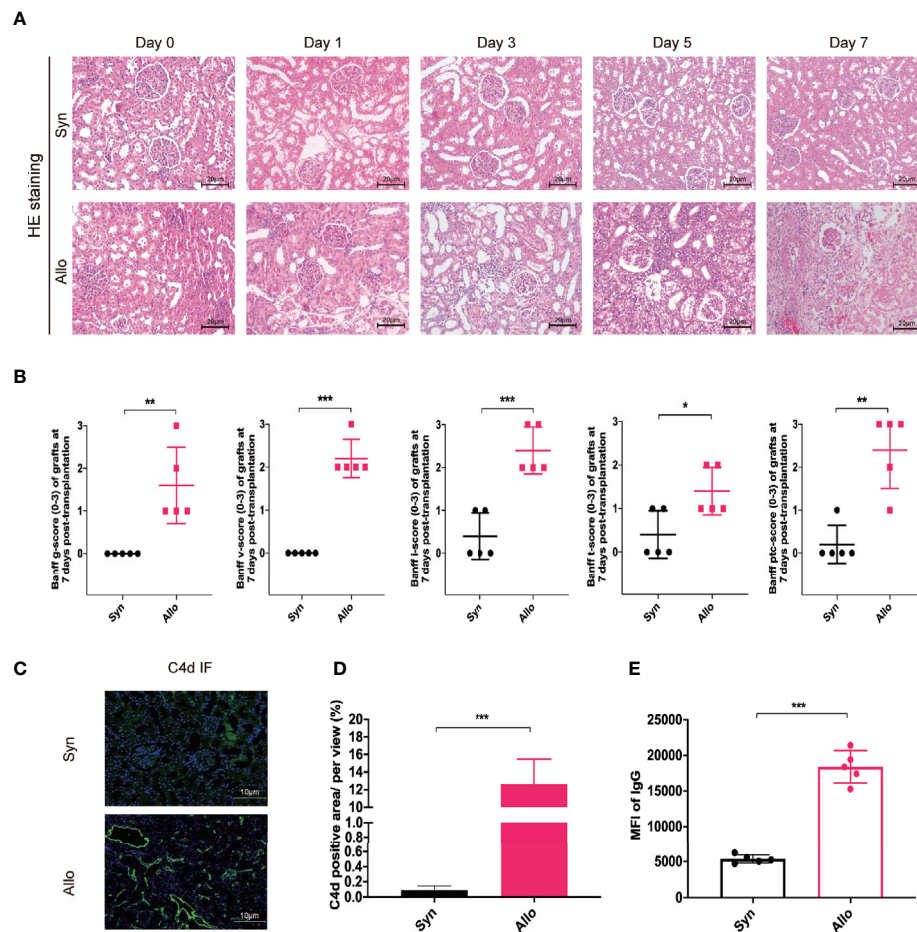 A
Day 0 Day 1 Day 3 Day 5 Day 7
HE staining
Syn
20μm 20μm 20μm 20μm 20μm
Allo
20μm 20μm 20μm 20μm 20μm
B
Banff g-score (0-3) of grafts at
7 days post-transplantation
3
2
1
0
**
Syn Allo
Banff v-score (0-3) of grafts at
7 days post-transplantation
3
2
1
0
***
Syn Allo
Banff i-score (0-3) of grafts at
7 days post-transplantation
3
2
1
0
***
Syn Allo
Banff t-score (0-3) of grafts at
7 days post-transplantation
3
2
1
0
*
Syn Allo
Banff ptc-score (0-3) of grafts at
7 days post-transplantation
3
2
1
0
**
Syn Allo
C
C4d IF
Syn
10μm
Allo
10μm
D
C4d positive area/ per view (%)
20
18
16
14
12
10
1.0
0.8
0.6
0.4
0.2
0.0
***
Syn Allo
E
MFI of IgG
25000
20000
15000
10000
5000
0
***
Syn Allo